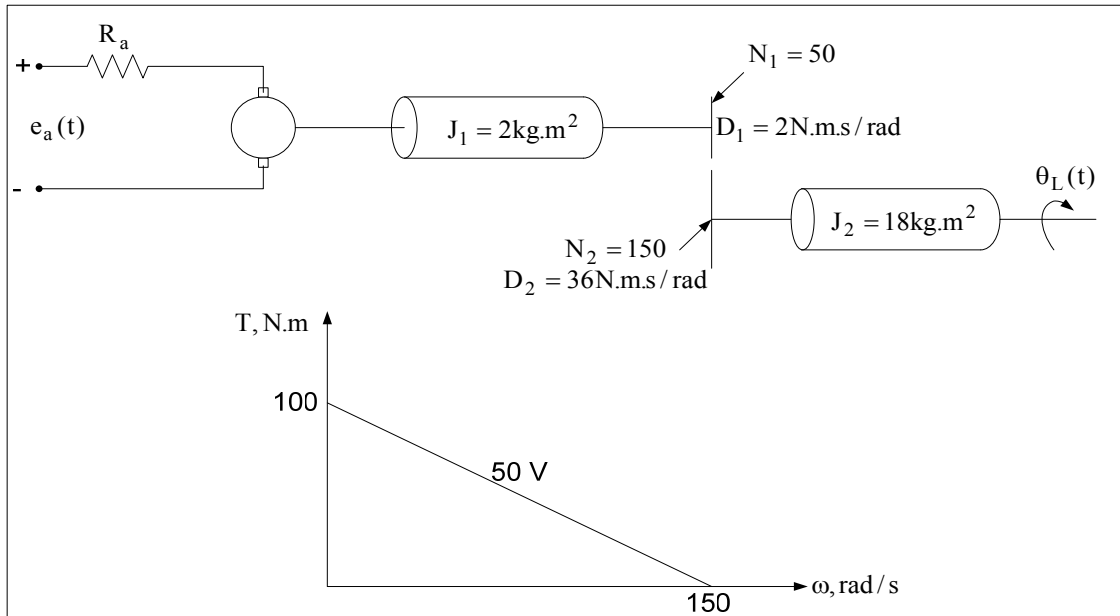 R_a
+
e_a(t)
-
J_1 = 2kg.m^2
N_1 = 50
D_1 = 2N.m.s/rad
θ_L(t)
J_2 = 18kg.m^2
N_2 = 150
D_2 = 36N.m.s/rad
T, N.m
100
50 V
150
ω, rad/s